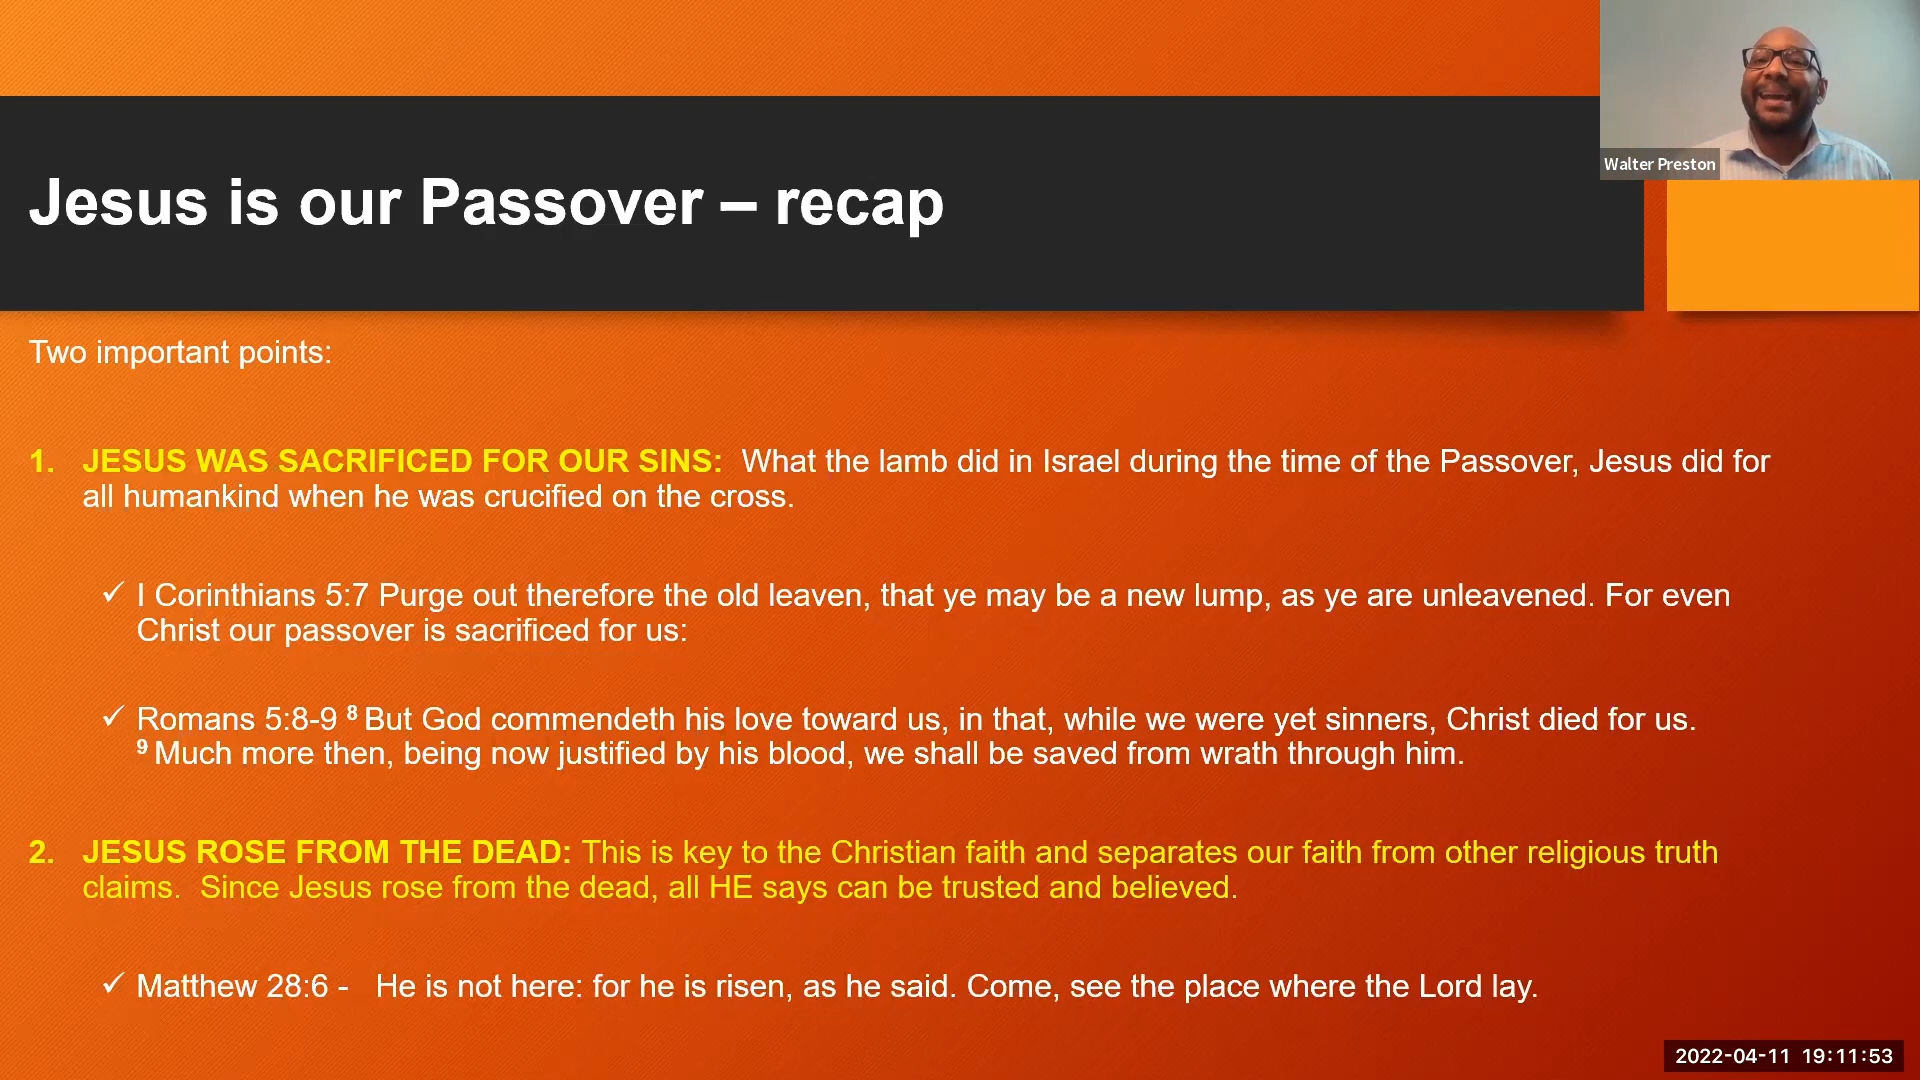 Walter Preston
Jesus is our Passover – recap
Two important points:
1. JESUS WAS SACRIFICED FOR OUR SINS: What the lamb did in Israel during the time of the Passover, Jesus did for
all humankind when he was crucified on the cross.
✓ I Corinthians 5:7 Purge out therefore the old leaven, that ye may be a new lump, as ye are unleavened. For even
Christ our passover is sacrificed for us:
✓ Romans 5:8-9 ⁸ But God commendeth his love toward us, in that, while we were yet sinners, Christ died for us.
⁹ Much more then, being now justified by his blood, we shall be saved from wrath through him.
2. JESUS ROSE FROM THE DEAD: This is key to the Christian faith and separates our faith from other religious truth
claims. Since Jesus rose from the dead, all HE says can be trusted and believed.
✓ Matthew 28:6 - He is not here: for he is risen, as he said. Come, see the place where the Lord lay.
2022-04-11 19:11:53